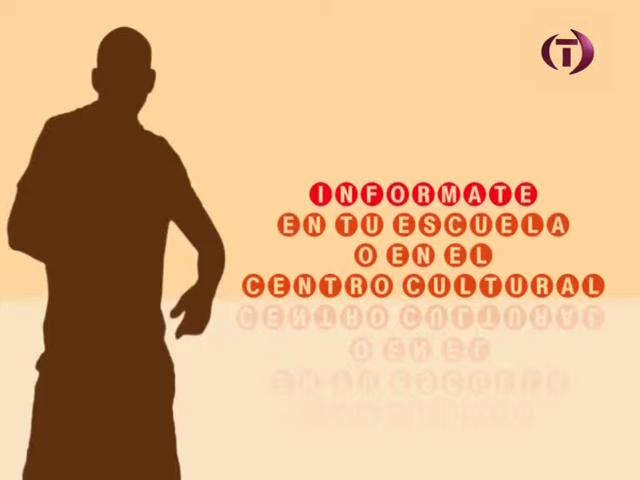 T
INFORMATE
EN TU ESCUELA
O EN EL
CENTRO CULTURAL